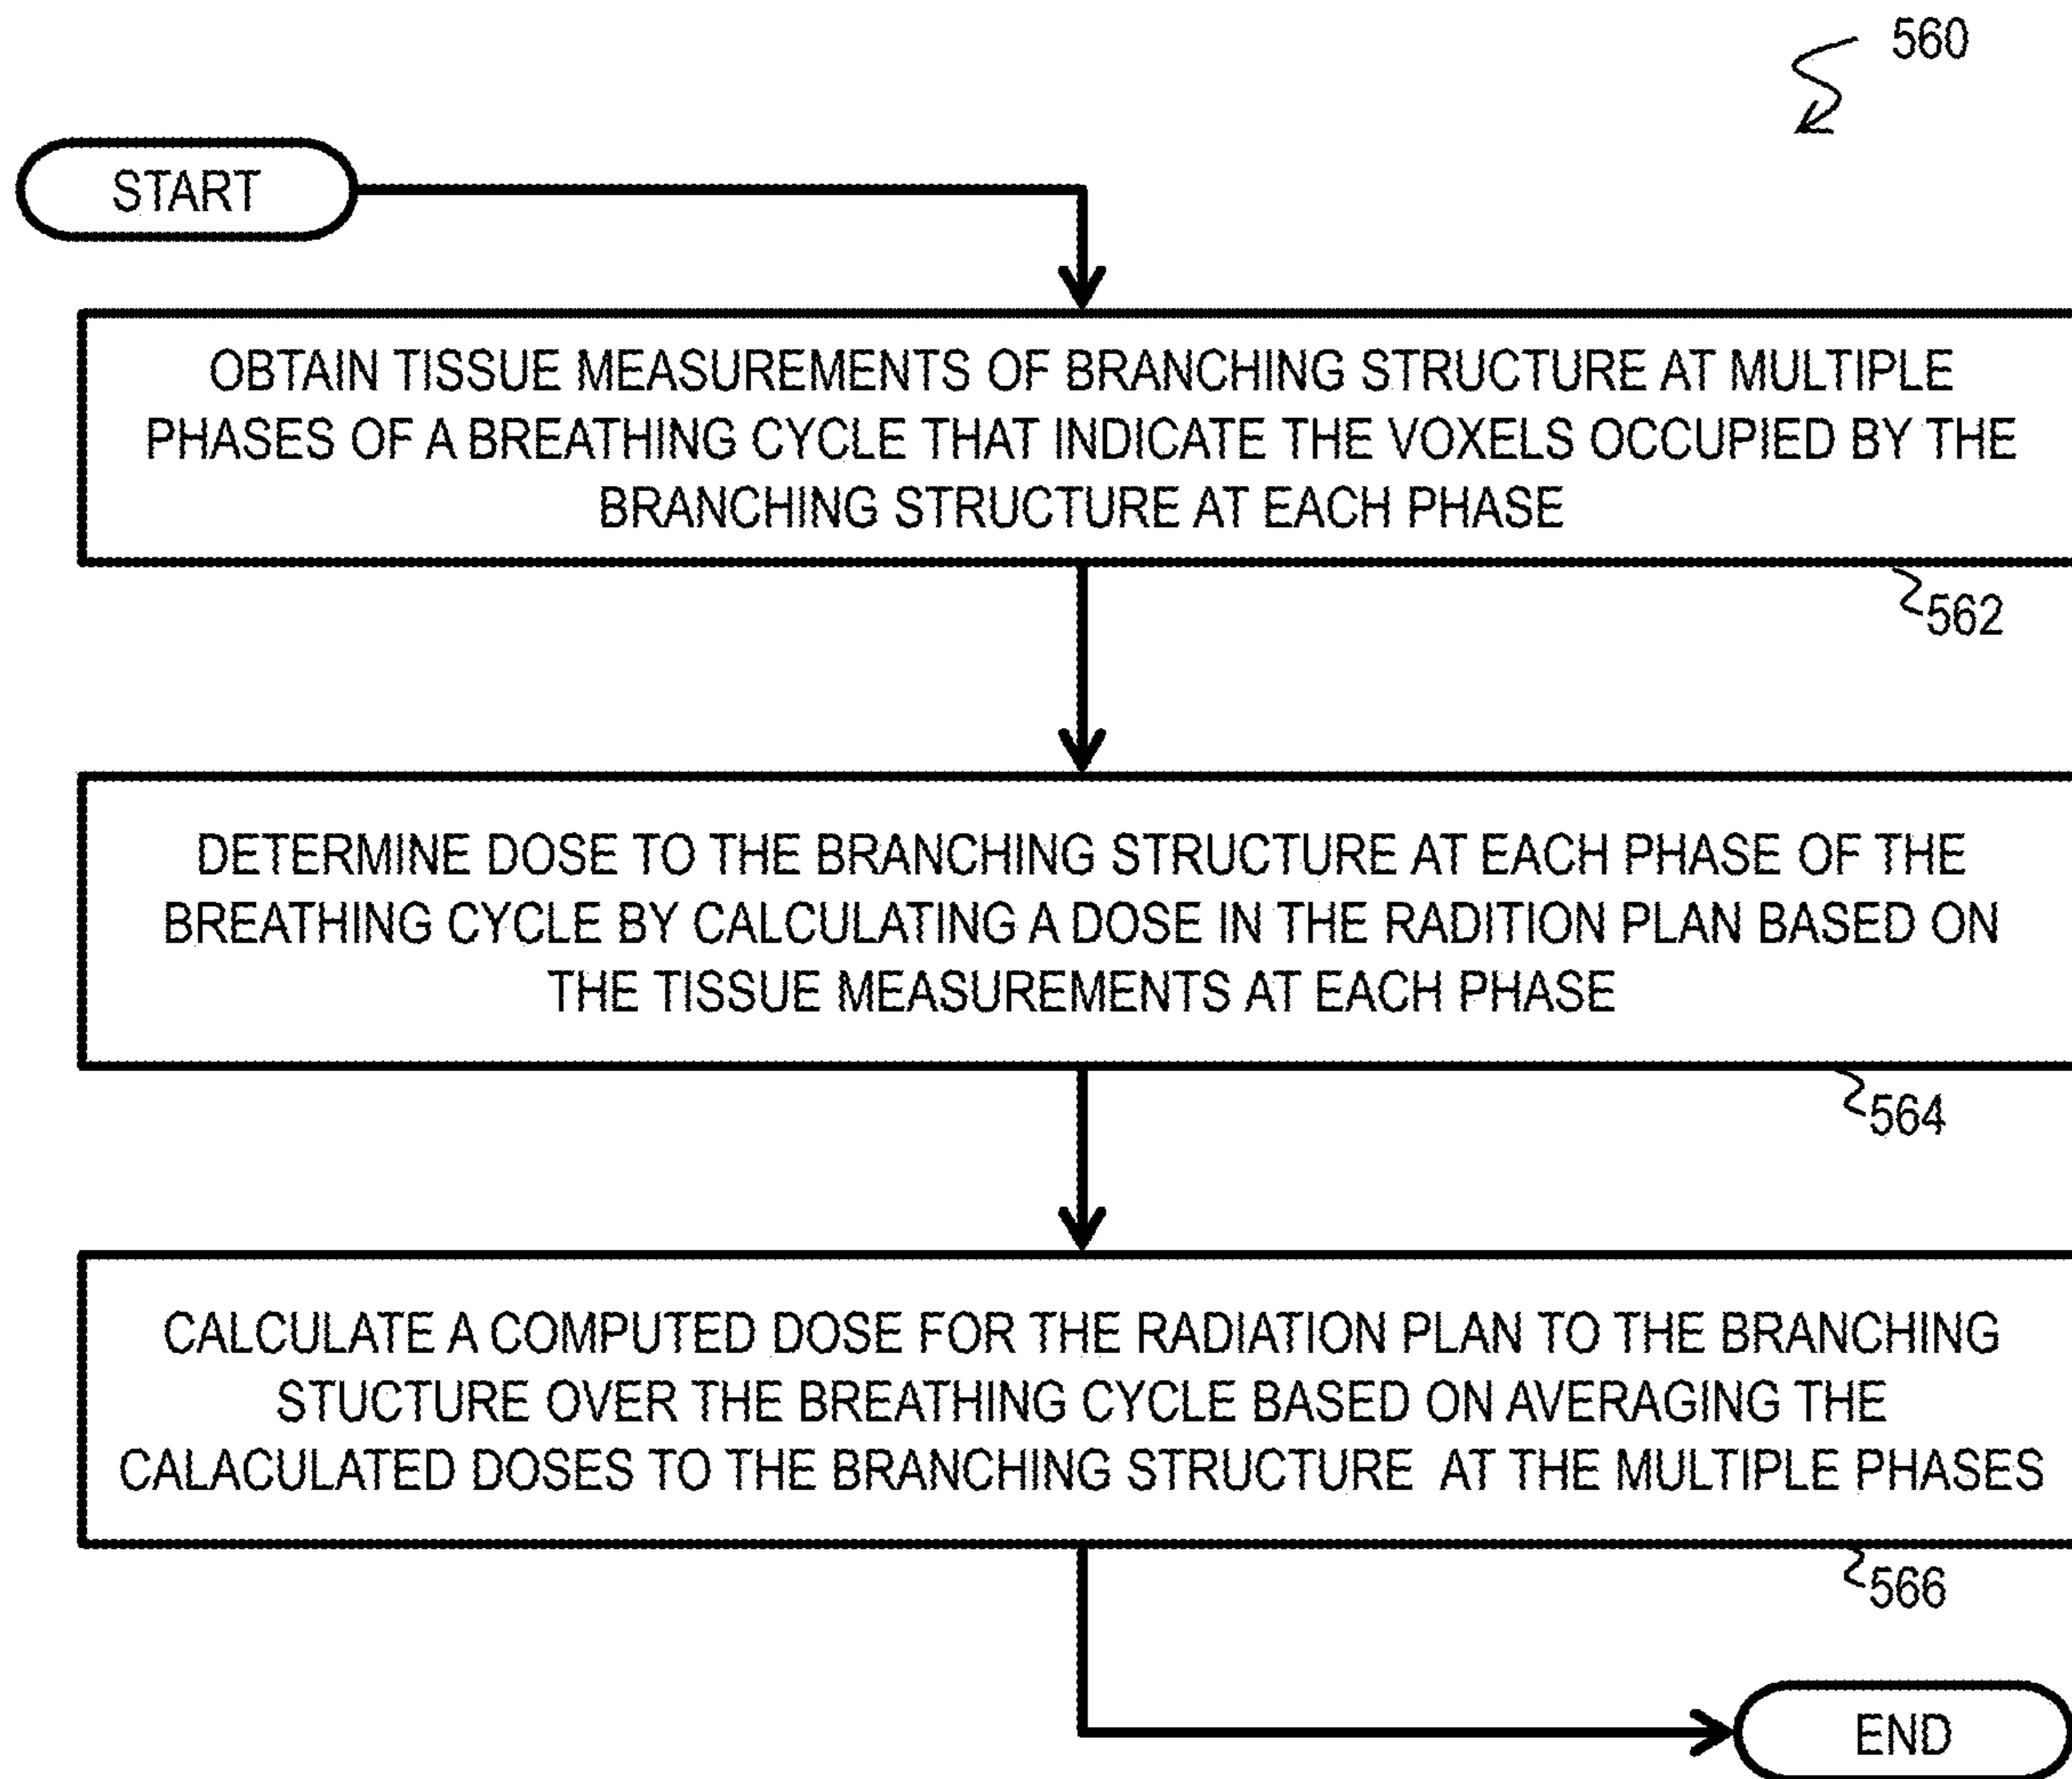 560
START
OBTAIN TISSUE MEASUREMENTS OF BRANCHING STRUCTURE AT MULTIPLE
PHASES OF A BREATHING CYCLE THAT INDICATE THE VOXELS OCCUPIED BY THE
BRANCHING STRUCTURE AT EACH PHASE
562
DETERMINE DOSE TO THE BRANCHING STRUCTURE AT EACH PHASE OF THE
BREATHING CYCLE BY CALCULATING A DOSE IN THE RADITION PLAN BASED ON
THE TISSUE MEASUREMENTS AT EACH PHASE
564
CALCULATE A COMPUTED DOSE FOR THE RADIATION PLAN TO THE BRANCHING
STUCTURE OVER THE BREATHING CYCLE BASED ON AVERAGING THE
CALACULATED DOSES TO THE BRANCHING STRUCTURE AT THE MULTIPLE PHASES
566
END